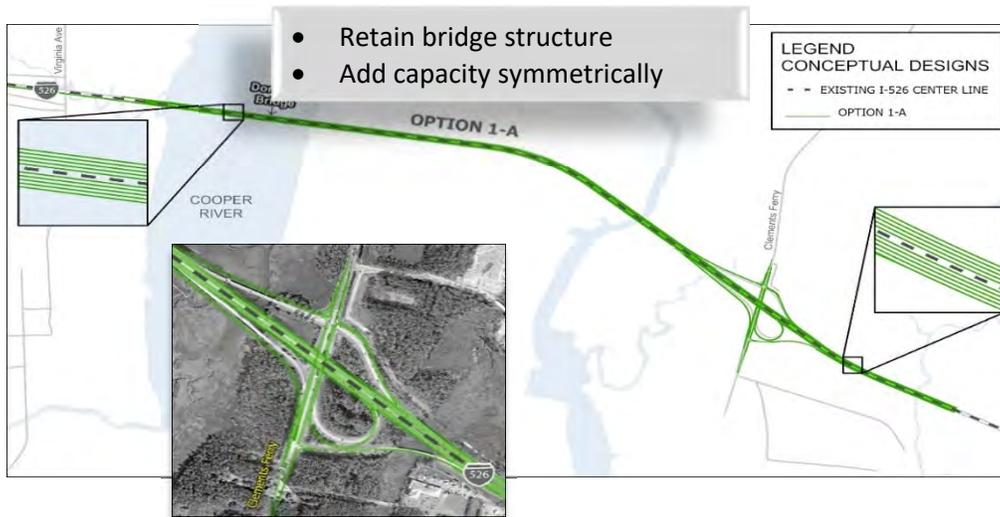 • Retain bridge structure
• Add capacity symmetrically
LEGEND
CONCEPTUAL DESIGNS
EXISTING I-526 CENTER LINE
OPTION 1-A
Virginia Ave
526
Bridge
OPTION 1-A
COOPER
RIVER
Clements Ferry
Clements Ferry
526